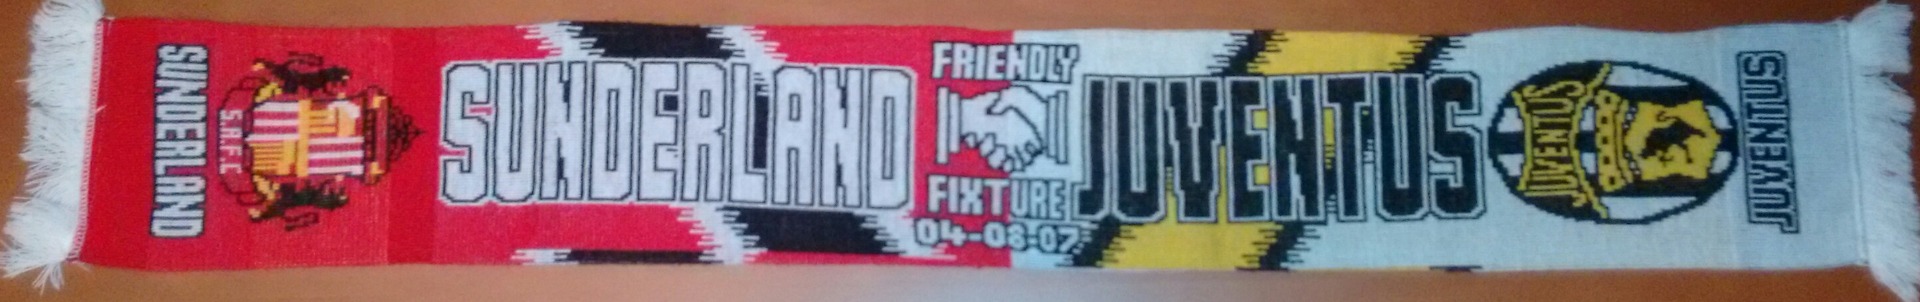 SUNDERLAND
S.A.F.C.
SUNDERLAND
FRIENDLY
FIXTURE
04-08-07
JUVENTUS
JUVENTUS
JUVENTUS